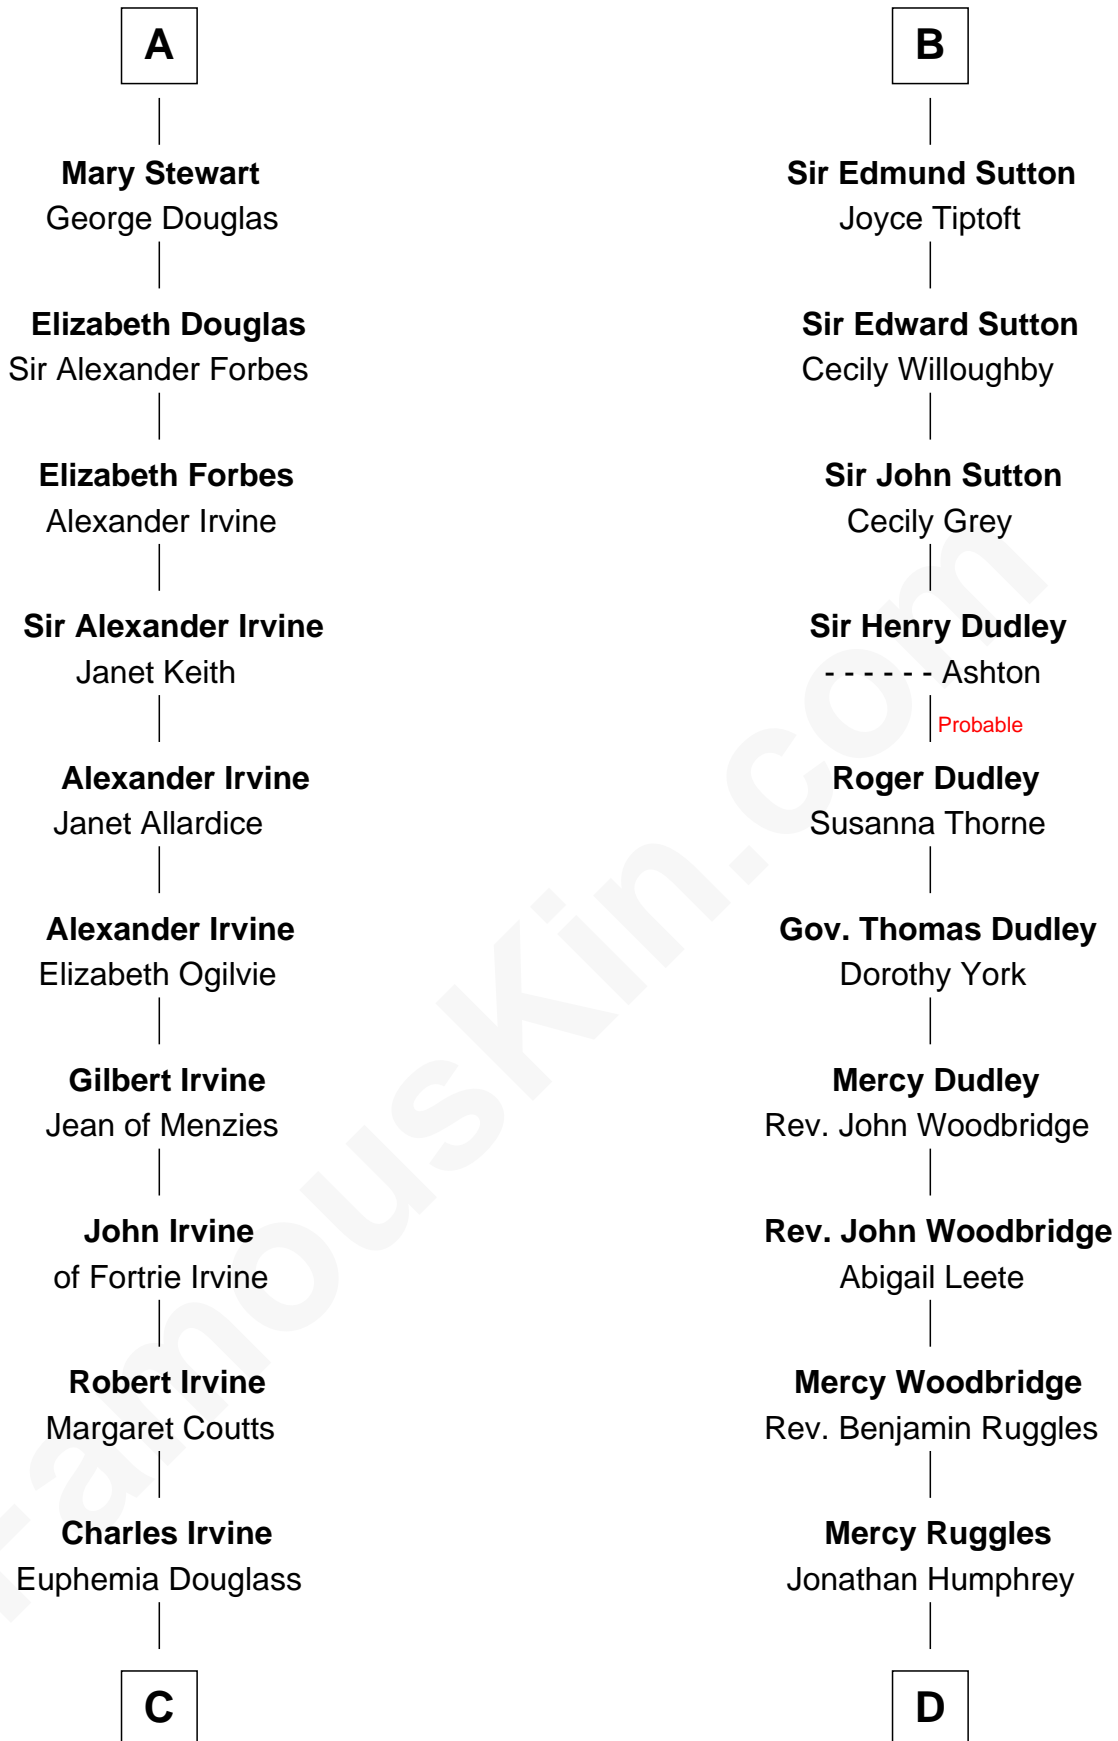 A
Mary Stewart
George Douglas
Elizabeth Douglas
Sir Alexander Forbes
Elizabeth Forbes
Alexander Irvine
Sir Alexander Irvine
Janet Keith
Alexander Irvine
Janet Allardice
Alexander Irvine
Elizabeth Ogilvie
Gilbert Irvine
Jean of Menzies
John Irvine
of Fortrie Irvine
Robert Irvine
Margaret Coutts
Charles Irvine
Euphemia Douglass
C
B
Sir Edmund Sutton
Joyce Tiptoft
Sir Edward Sutton
Cecily Willoughby
Sir John Sutton
Cecily Grey
Sir Henry Dudley
- - - - - - Ashton
Probable
Roger Dudley
Susanna Thorne
Gov. Thomas Dudley
Dorothy York
Mercy Dudley
Rev. John Woodbridge
Rev. John Woodbridge
Abigail Leete
Mercy Woodbridge
Rev. Benjamin Ruggles
Mercy Ruggles
Jonathan Humphrey
D
FamousKin.com